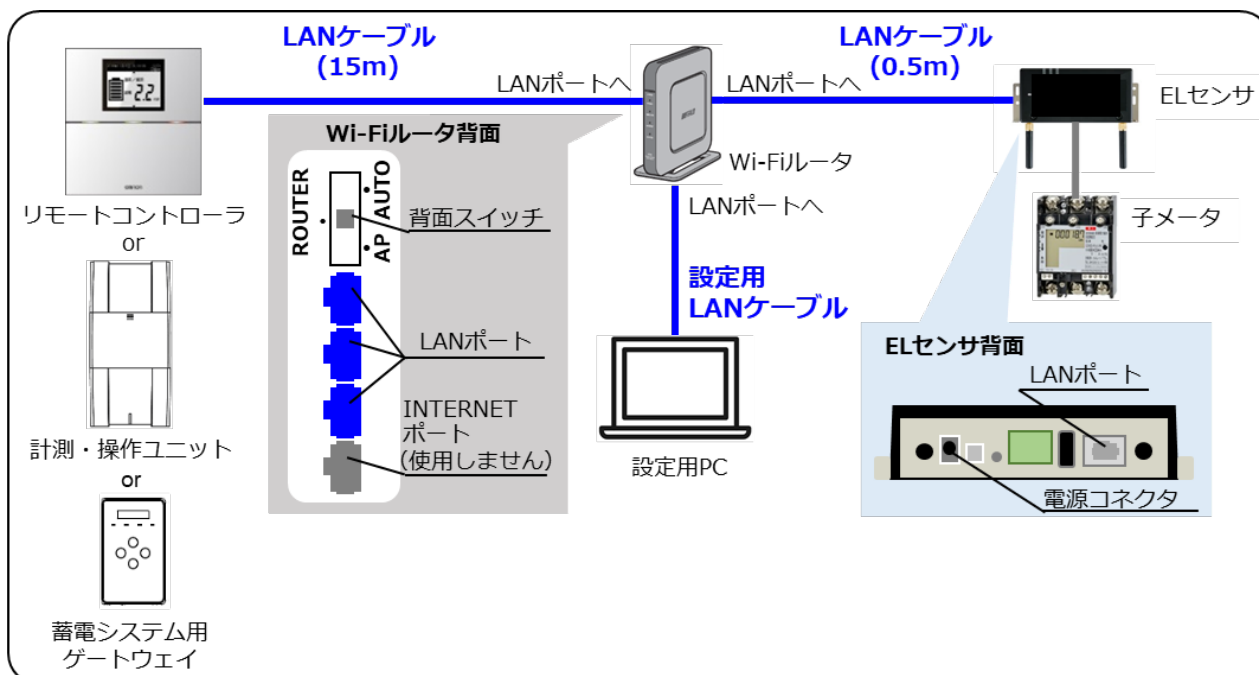 LANケーブル
(15m)
LANケーブル
(0.5m)
LANポートへ
LANポートへ
ELセンサ
2.2
Wi-Fiルータ背面
Wi-Fiルータ
ROUTER
AUTO
AP
背面スイッチ
LANポートへ
リモートコントローラ
or
子メータ
設定用
LANケーブル
LANポート
ELセンサ背面
LANポート
INTERNET
ポート
(使用しません)
計測・操作ユニット
or
設定用PC
電源コネクタ
蓄電システム用
ゲートウェイ